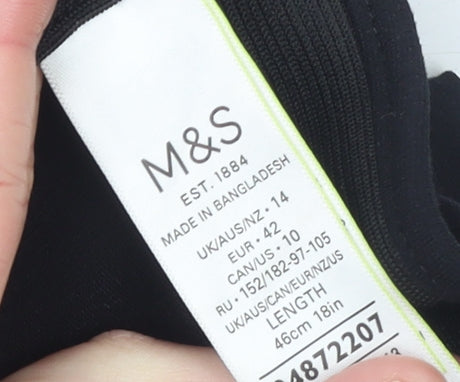 M&S
EST. 1884
MADE IN BANGLADESH
UK/AUS/NZ • 14
EUR • 42
CAN/US • 10
RU • 152/182-97-105
UK/AUS/CAN/EUR/NZ/US
LENGTH
46cm 18in
4872207